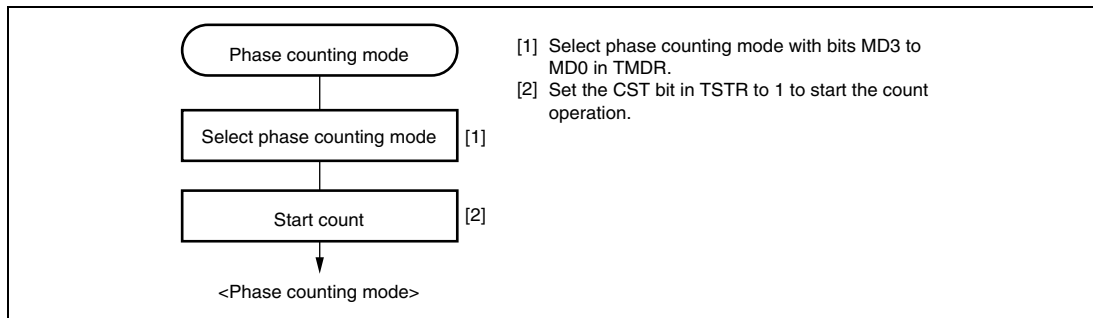 Phase counting mode
Select phase counting mode [1]
Start count [2]
<Phase counting mode>
[1] Select phase counting mode with bits MD3 to
MD0 in TMDR.
[2] Set the CST bit in TSTR to 1 to start the count
operation.